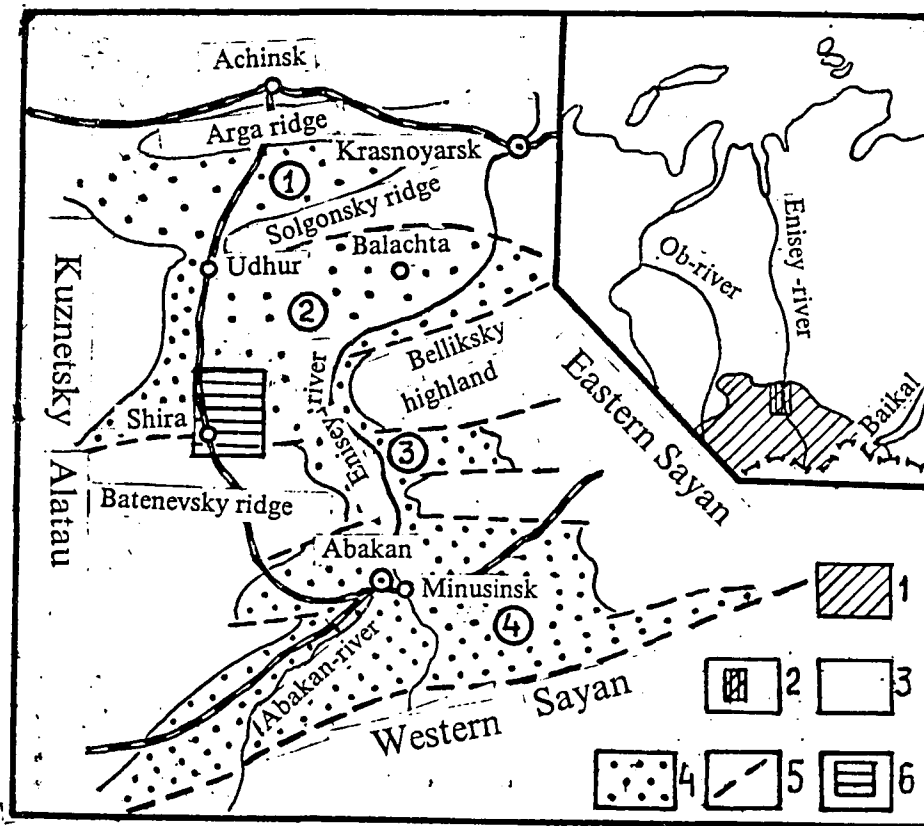 Achinsk
Arga ridge
Krasnoyarsk
1
Solgonsky ridge
Udhur
Balachta
2
Kuznetsky Alatau
Enisey river
Belliksky
highland
Shira
3
Batenevsky ridge
Eastern Sayan
Abakan
Minusinsk
4
Abakan-river
Western Sayan
Ob-river
Enisey-river
Baikal
1
2
3
4
5
6